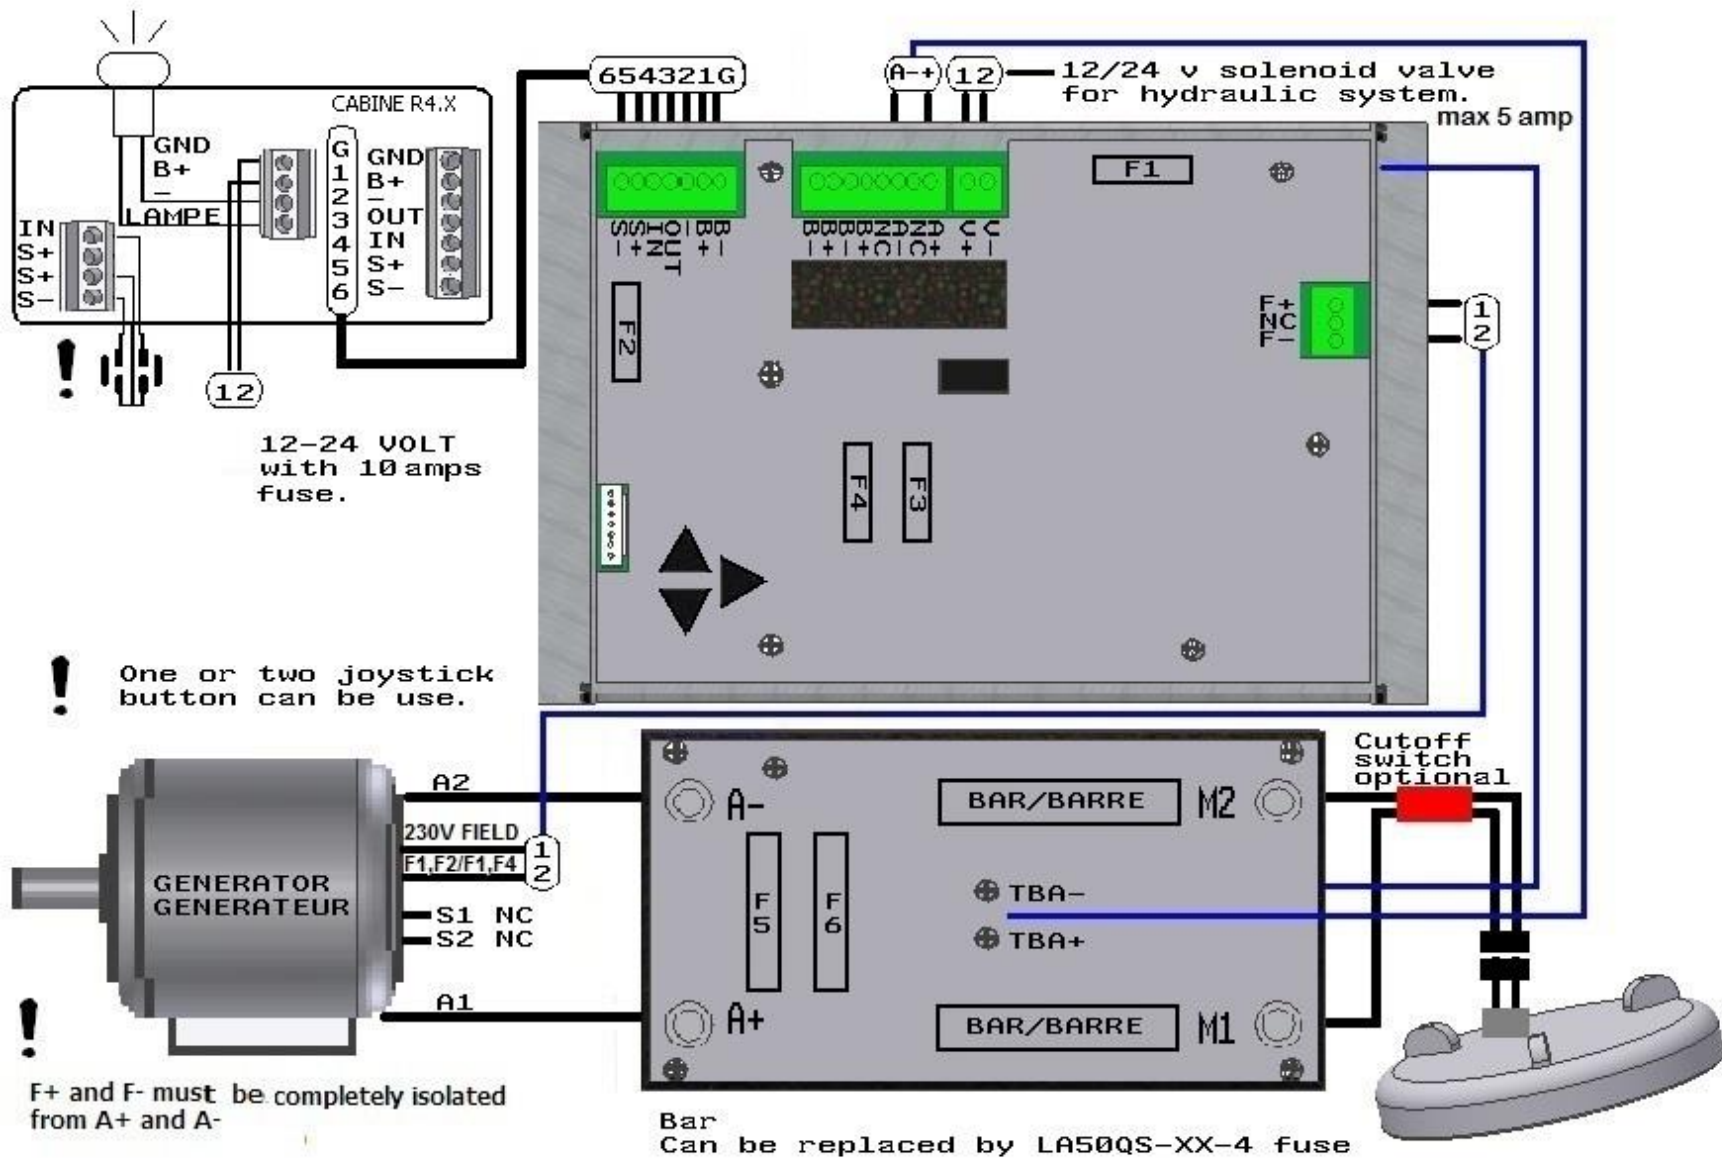 654321G
A-+
12
12/24 v solenoid valve
for hydraulic system.
max 5 amp
CABINE R4.X
GND
B+
-
LAMPE
IN
S+
S+
S-
G
1
2
3
4
5
6
GND
B+
-
OUT
IN
S+
S-
!
12
12-24 VOLT
with 10 amps
fuse.
S-
S+
IN
OUT
-
B+
B-
B-
B+
B-
B+
NC
A-
NC
A+
V+
V-
F1
F2
F+
NC
F-
1
2
F4
F3
!
One or two joystick
button can be use.
A2
230V FIELD
F1,F2/F1,F4
1
2
GENERATOR
GENERATEUR
S1 NC
S2 NC
A1
!
F+ and F- must be completely isolated
from A+ and A-
A-
BAR/BARRE
M2
F5
F6
TBA-
TBA+
A+
BAR/BARRE
M1
Cutoff
switch
optional
Bar
Can be replaced by LA50QS-XX-4 fuse